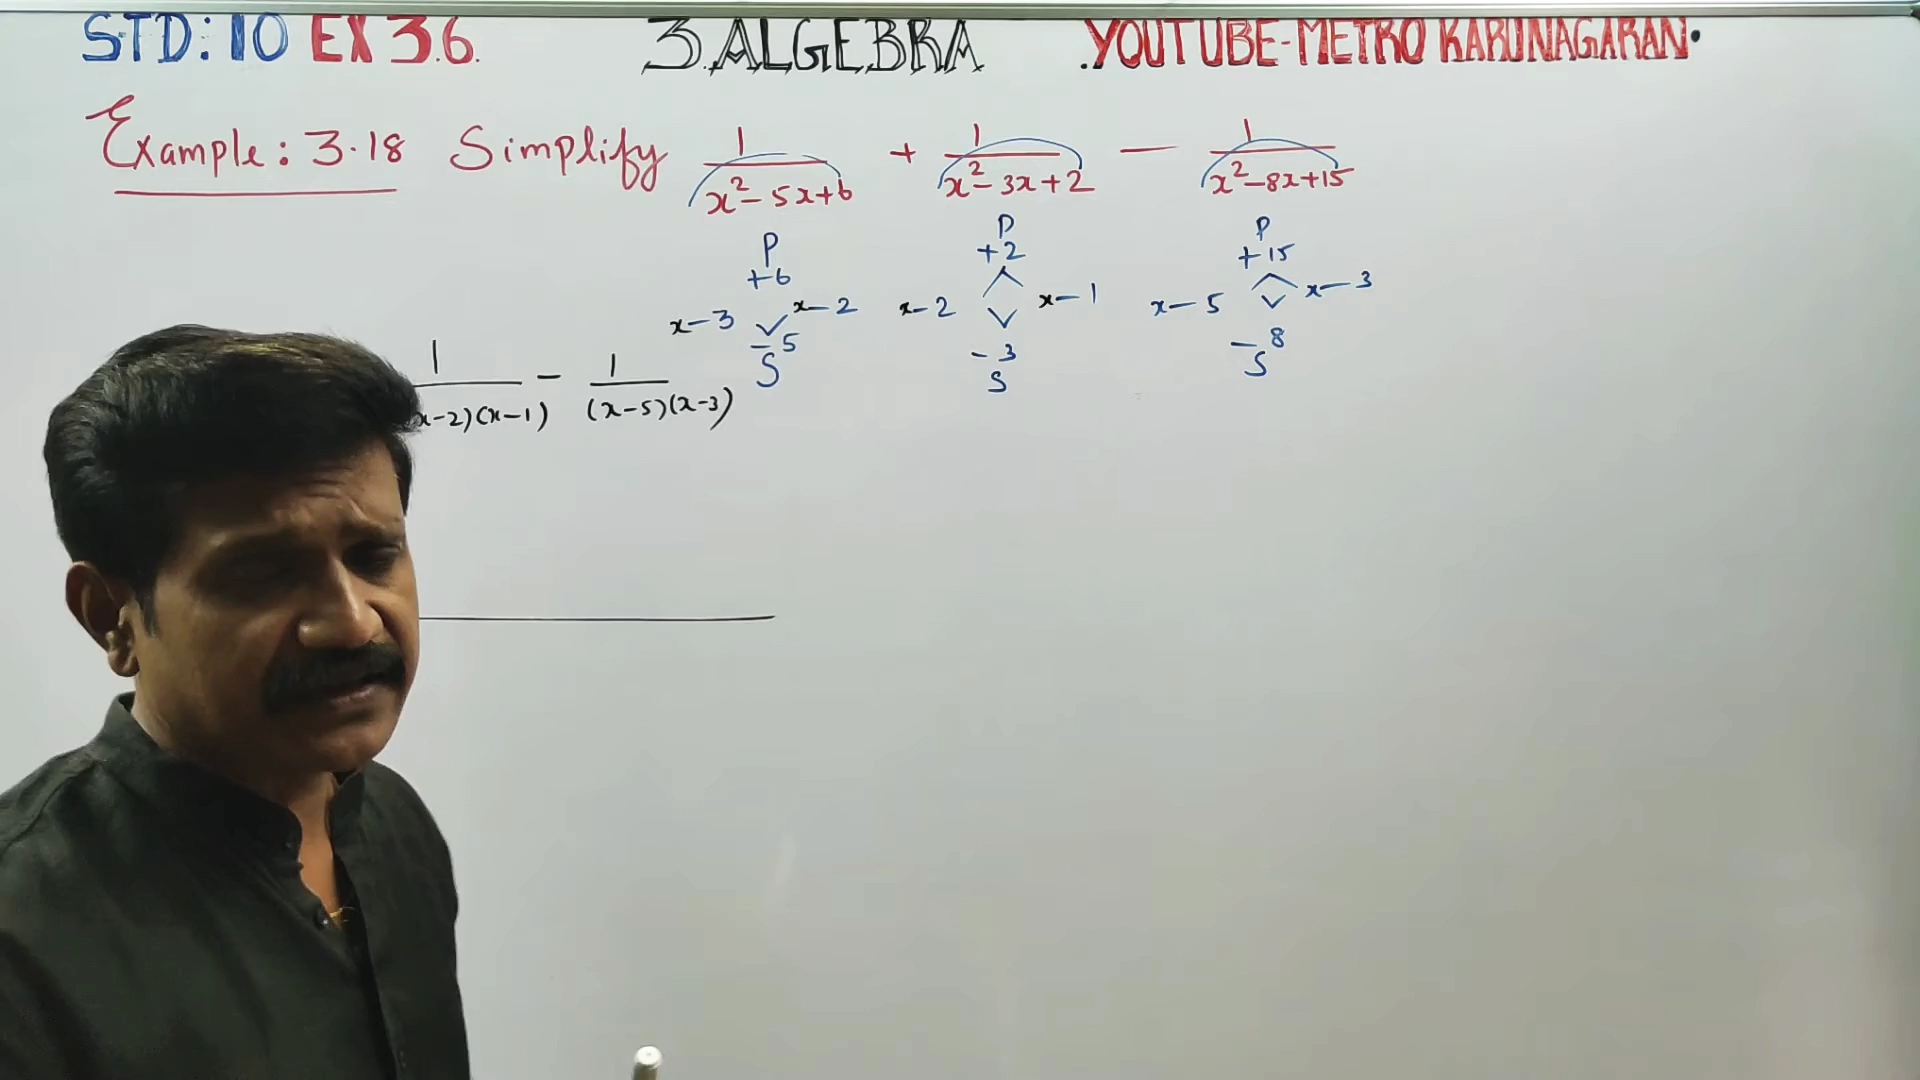 STD: 10 EX 3.6. 3. ALGEBRA .YOUTUBE-METRO KARUNAGARAN.
Example: 3.18 Simplify 1/(x²-5x+6) + 1/(x²-3x+2) - 1/(x²-8x+15)
P P P
+6 +2 +15
x-3 x-2 x-2 x-1 x-5 x-3
-5 -3 -8
S S S
1/(x-2)(x-1) - 1/(x-5)(x-3)